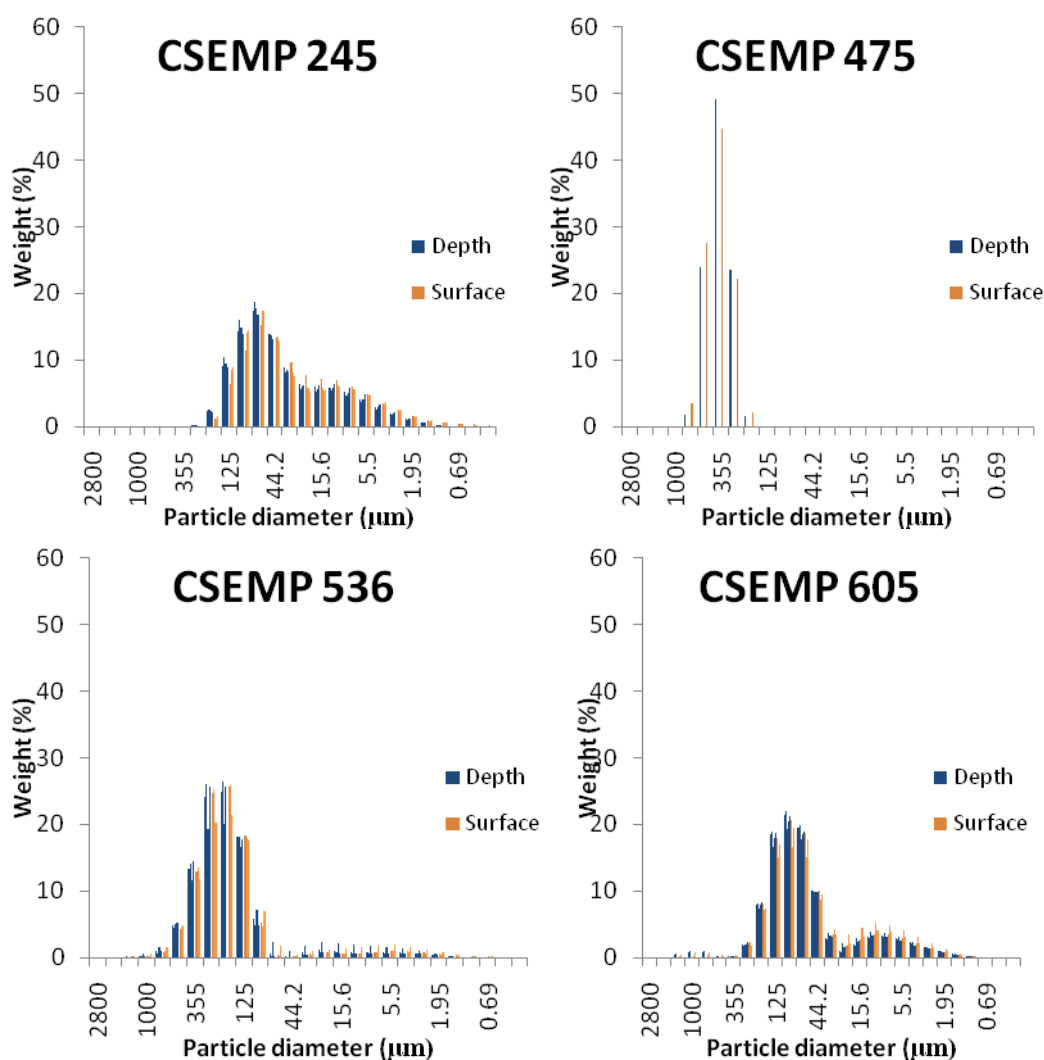 CSEMP 245
60
50
40
30
20
10
0
Weight (%)
Depth
Surface
2800 1000 355 125 44.2 15.6 5.5 1.95 0.69
Particle diameter (µm)
CSEMP 475
60
50
40
30
20
10
0
Weight (%)
Depth
Surface
2800 1000 355 125 44.2 15.6 5.5 1.95 0.69
Particle diameter (µm)
CSEMP 536
60
50
40
30
20
10
0
Weight (%)
Depth
Surface
2800 1000 355 125 44.2 15.6 5.5 1.95 0.69
Particle diameter (µm)
CSEMP 605
60
50
40
30
20
10
0
Weight (%)
Depth
Surface
2800 1000 355 125 44.2 15.6 5.5 1.95 0.69
Particle diameter (µm)